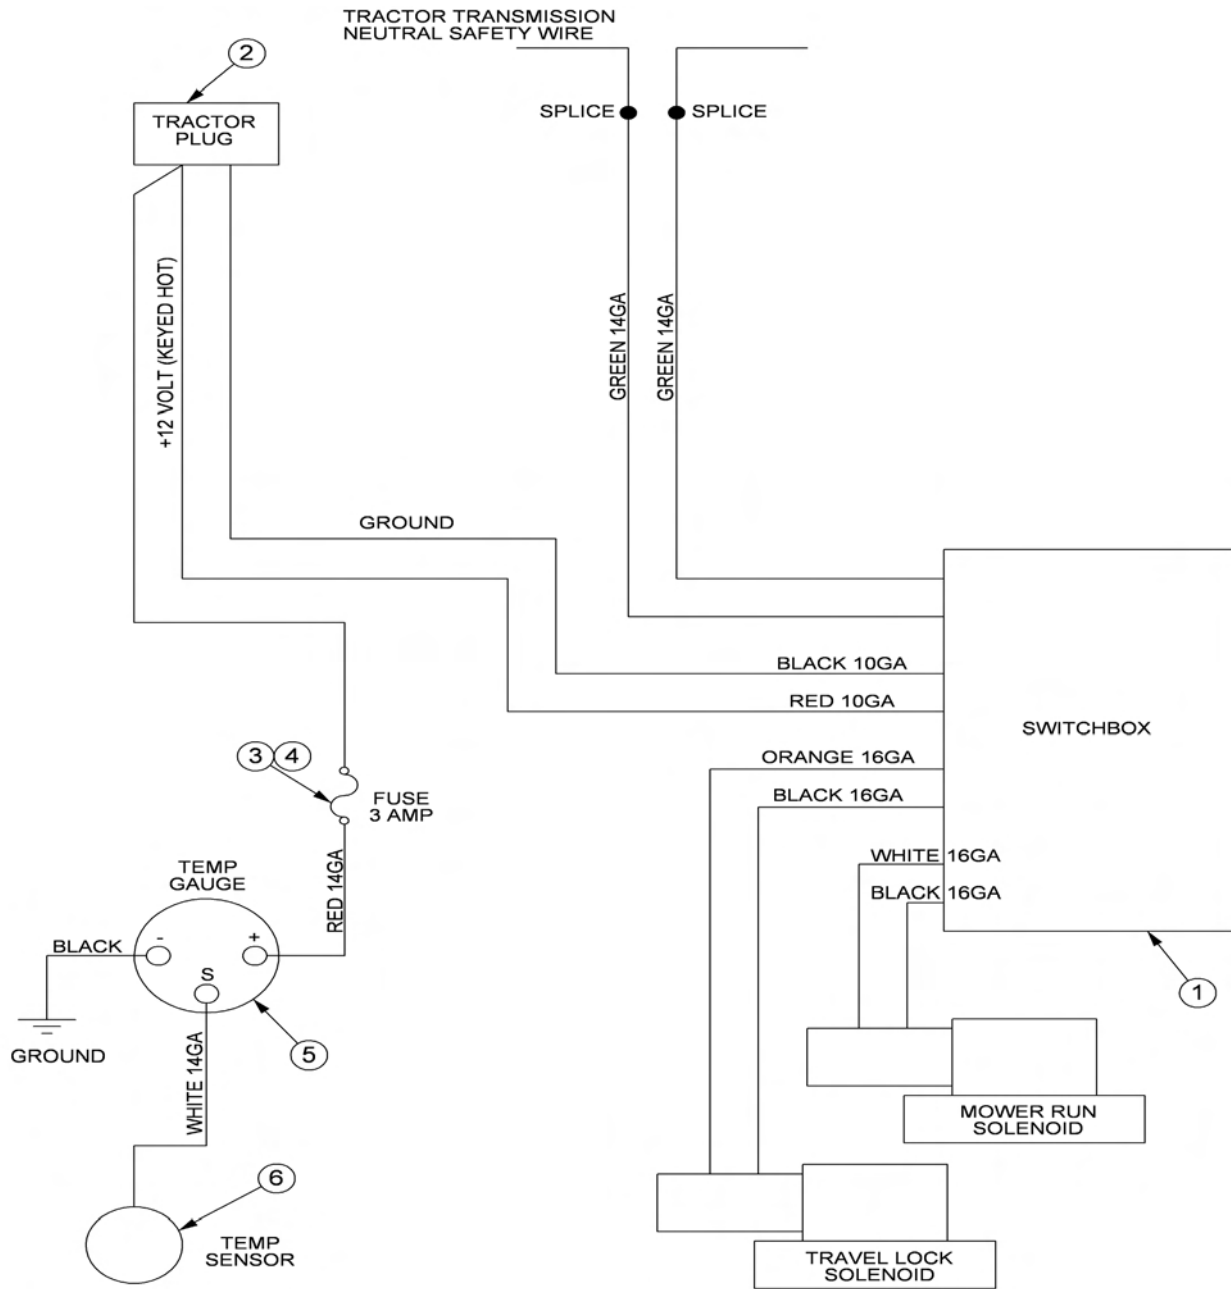 TRACTOR TRANSMISSION
NEUTRAL SAFETY WIRE
2
TRACTOR
PLUG
SPLICE
SPLICE
+12 VOLT (KEYED HOT)
GREEN 14GA
GREEN 14GA
GROUND
BLACK 10GA
RED 10GA
SWITCHBOX
ORANGE 16GA
BLACK 16GA
WHITE 16GA
BLACK 16GA
3
4
FUSE
3 AMP
RED 14GA
TEMP
GAUGE
BLACK
-
+
S
GROUND
5
1
WHITE 14GA
MOWER RUN
SOLENOID
6
TEMP
SENSOR
TRAVEL LOCK
SOLENOID